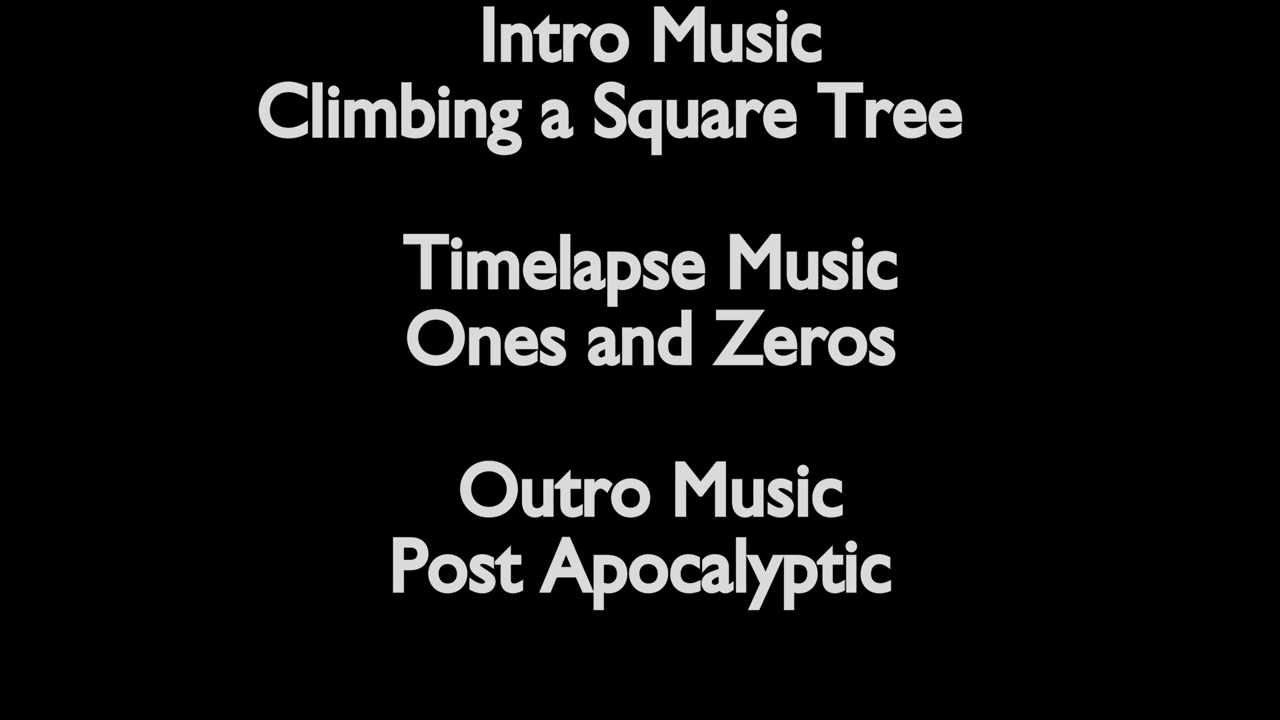 Intro Music
Climbing a Square Tree
Timelapse Music
Ones and Zeros
Outro Music
Post Apocalyptic